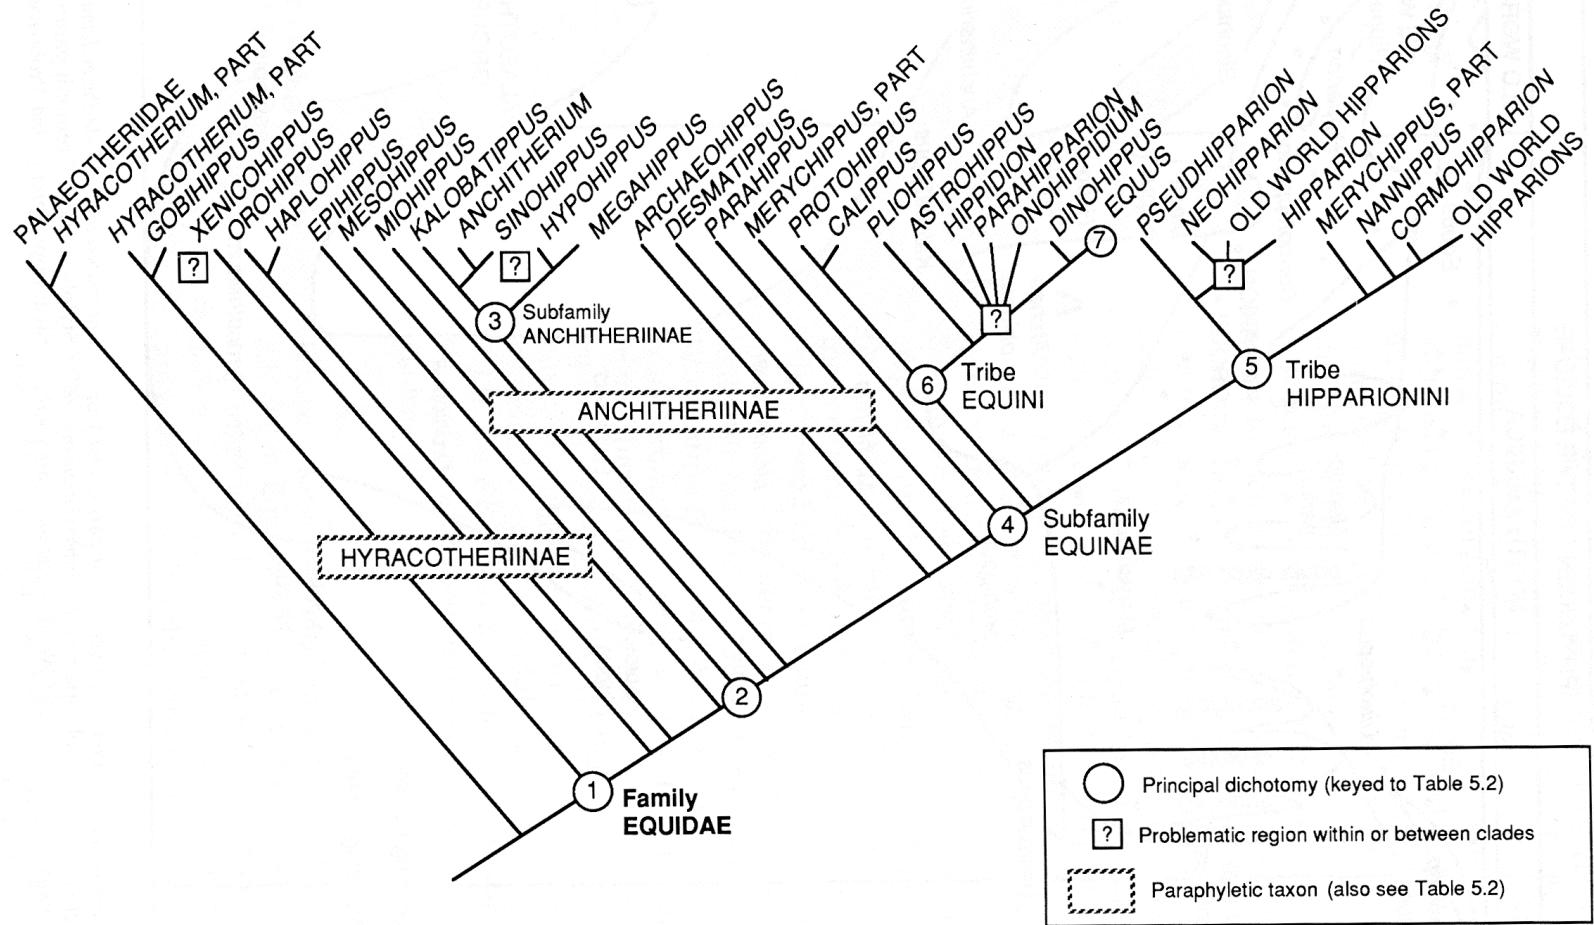 PALAEOTHERIIDAE
HYRACOTHERIUM, PART
HYRACOTHERIUM, PART
GOBIHIPPUS
XENICOHIPPUS
OROHIPPUS
HAPLOHIPPUS
EPIHIPPUS
MESOHIPPUS
MIOHIPPUS
KALOBATIPPUS
ANCHITHERIUM
SINOHIPPUS
HYPOHIPPUS
MEGAHIPPUS
ARCHAEOHIPPUS
DESMATIPPUS
PARAHIPPUS
MERYCHIPPUS, PART
PROTOHIPPUS
CALIPPUS
PLIOHIPPUS
ASTROHIPPUS
HIPPIDION
PARAHIPPARION
ONOHIPPIDIUM
DINOHIPPUS
EQUUS
PSEUDHIPPARION
NEOHIPPARION
OLD WORLD HIPPARIONS
HIPPARION
MERYCHIPPUS, PART
NANNIPPUS
CORMOHIPPARION
OLD WORLD
HIPPARIONS
?
?
?
?
7
3
Subfamily
ANCHITHERIINAE
6
Tribe
EQUINI
5
Tribe
HIPPARIONINI
ANCHITHERIINAE
4
Subfamily
EQUINAE
HYRACOTHERIINAE
2
1
Family
EQUIDAE
Principal dichotomy (keyed to Table 5.2)
? Problematic region within or between clades
Paraphyletic taxon (also see Table 5.2)